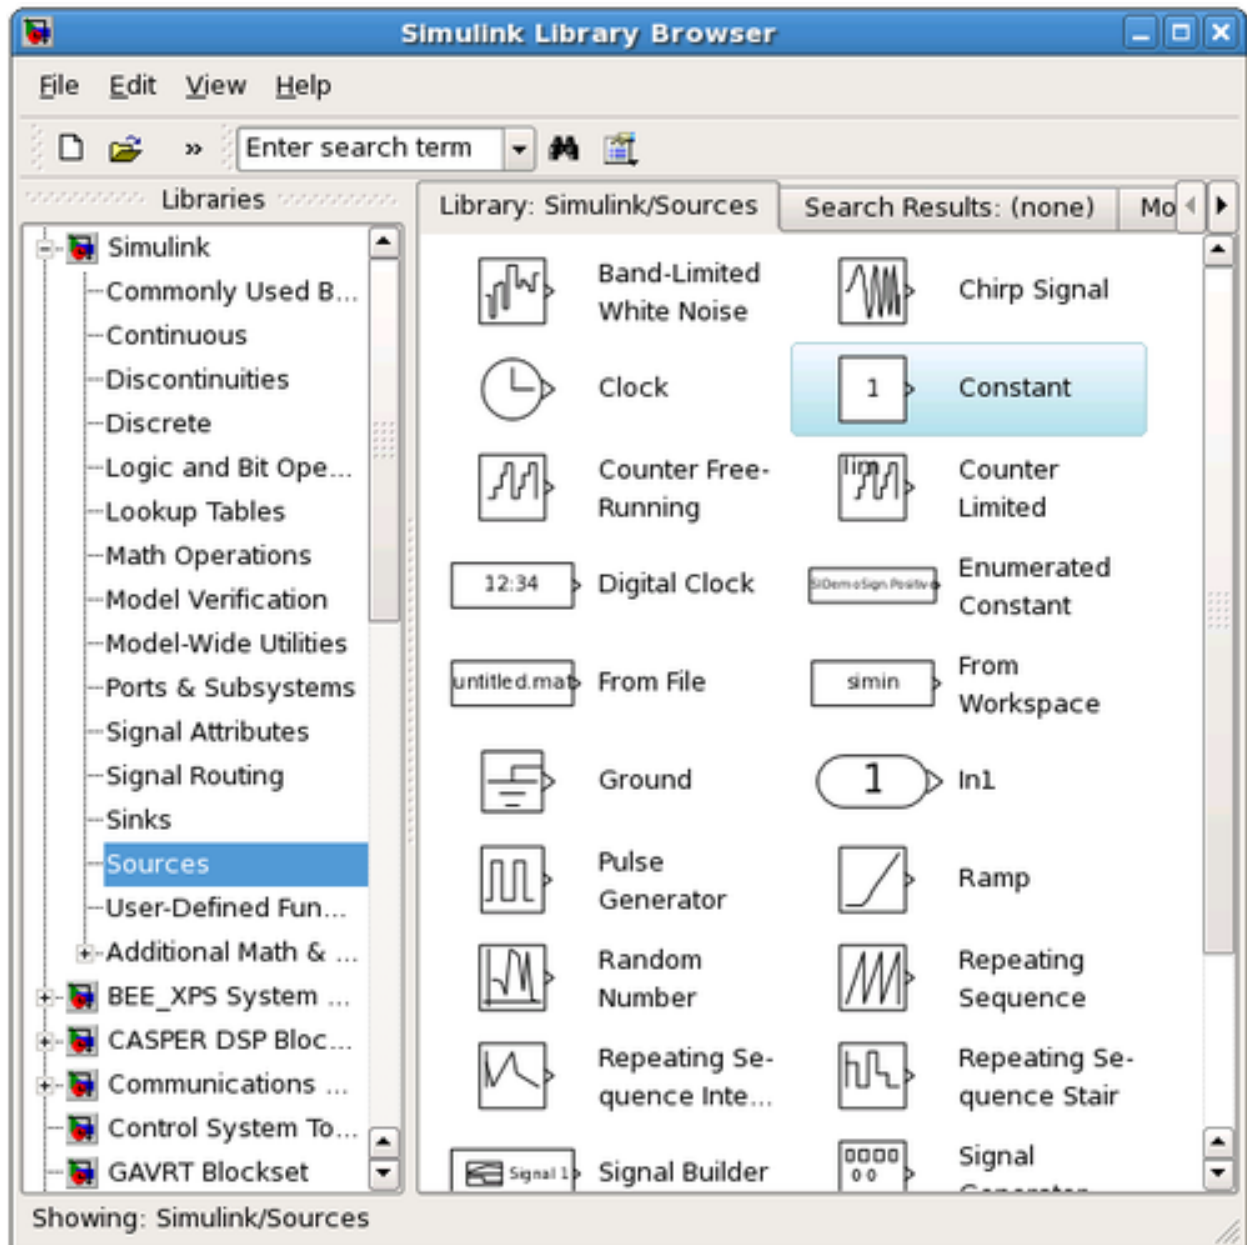 Simulink Library Browser
File Edit View Help
» Enter search term
Libraries
Simulink
Commonly Used B...
Continuous
Discontinuities
Discrete
Logic and Bit Ope...
Lookup Tables
Math Operations
Model Verification
Model-Wide Utilities
Ports & Subsystems
Signal Attributes
Signal Routing
Sinks
Sources
User-Defined Fun...
Additional Math & ...
BEE_XPS System ...
CASPER DSP Bloc...
Communications ...
Control System To...
GAVRT Blockset
Library: Simulink/Sources Search Results: (none) Mo
Band-Limited
White Noise
Chirp Signal
Clock
1 Constant
Counter Free-
Running
lim
Counter
Limited
12:34 Digital Clock
SlDemoSign.Positive
Enumerated
Constant
untitled.mat From File
simin
From
Workspace
Ground
1 In1
Pulse
Generator
Ramp
Random
Number
Repeating
Sequence
Repeating Se-
quence Inte...
Repeating Se-
quence Stair
Signal 1 Signal Builder
Signal
Generator
Showing: Simulink/Sources